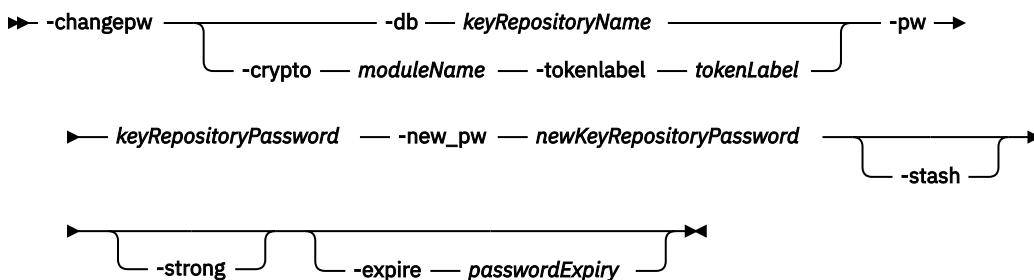 -changepw -db keyRepositoryName -pw
-crypto moduleName -tokenlabel tokenLabel
keyRepositoryPassword -new_pw newKeyRepositoryPassword
-stash
-strong -expire passwordExpiry